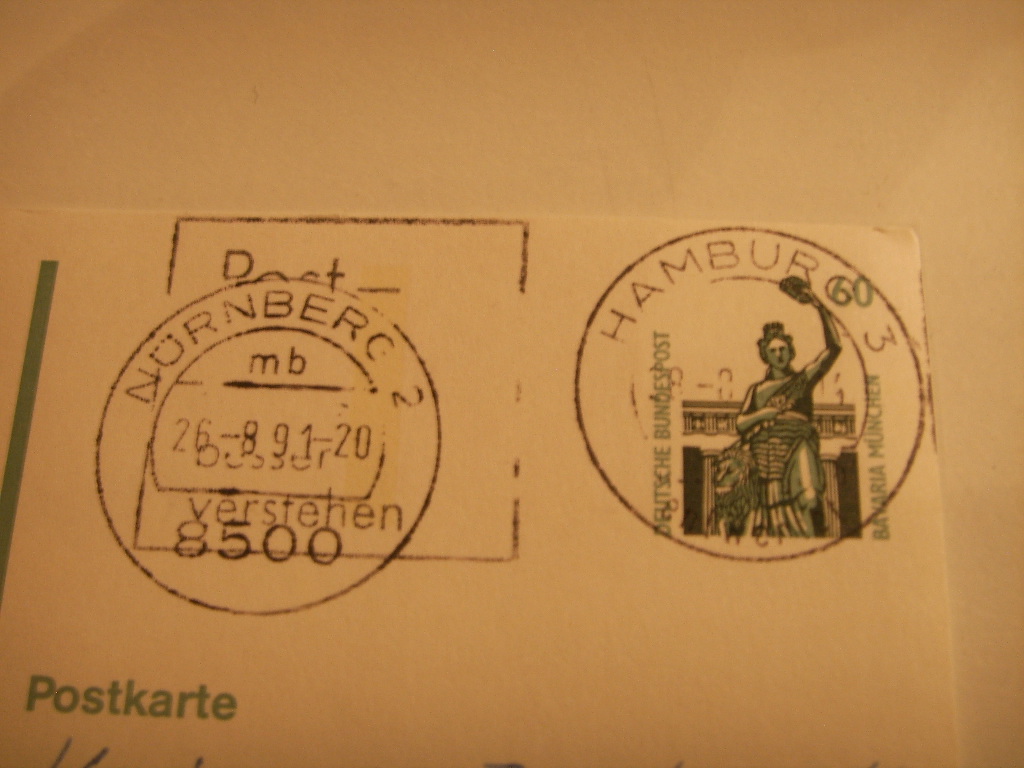 Post
NÜRNBERG 2
mb
26.-8.91-20
besser
verstehen
8500
HAMBURG 3
60
DEUTSCHE BUNDESPOST
BAVARIA MÜNCHEN
Postkarte